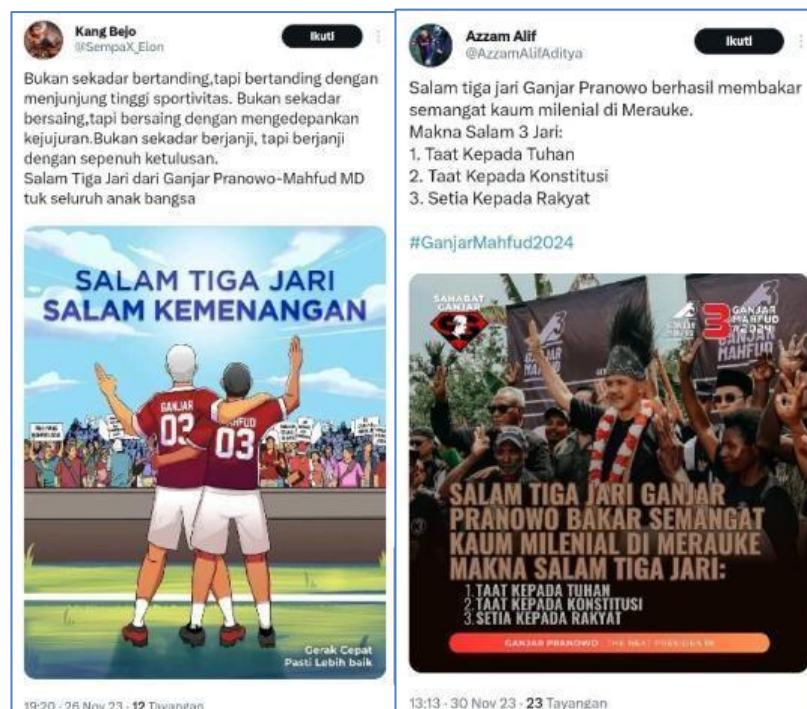 Kang Bejo
@SempaX_Elon
Ikuti
Bukan sekadar bertanding,tapi bertanding dengan
menjunjung tinggi sportivitas. Bukan sekadar
bersaing,tapi bersaing dengan mengedepankan
kejujuran.Bukan sekadar berjanji, tapi berjanji
dengan sepenuh ketulusan.
Salam Tiga Jari dari Ganjar Pranowo-Mahfud MD
tuk seluruh anak bangsa
SALAM TIGA JARI
SALAM KEMENANGAN
GANJAR
03
HFUD
03
Gerak Cepat
Pasti Lebih baik
19:20 · 26 Nov 23 · 12 Tayangan
Azzam Alif
@AzzamAlifAditya
Ikuti
Salam tiga jari Ganjar Pranowo berhasil membakar
semangat kaum milenial di Merauke.
Makna Salam 3 Jari:
1. Taat Kepada Tuhan
2. Taat Kepada Konstitusi
3. Setia Kepada Rakyat
#GanjarMahfud2024
SAHABAT
GANJAR
3
GANJAR
MAHFUD
2024
GANJAR
MAHFUD
SALAM TIGA JARI GANJAR
PRANOWO BAKAR SEMANGAT
KAUM MILENIAL DI MERAUKE
MAKNA SALAM TIGA JARI:
1.TAAT KEPADA TUHAN
2.TAAT KEPADA KONSTITUSI
3.SETIA KEPADA RAKYAT
GANJAR PRANOWO THE NEXT PRESIDEN RI
13:13 · 30 Nov 23 · 23 Tayangan